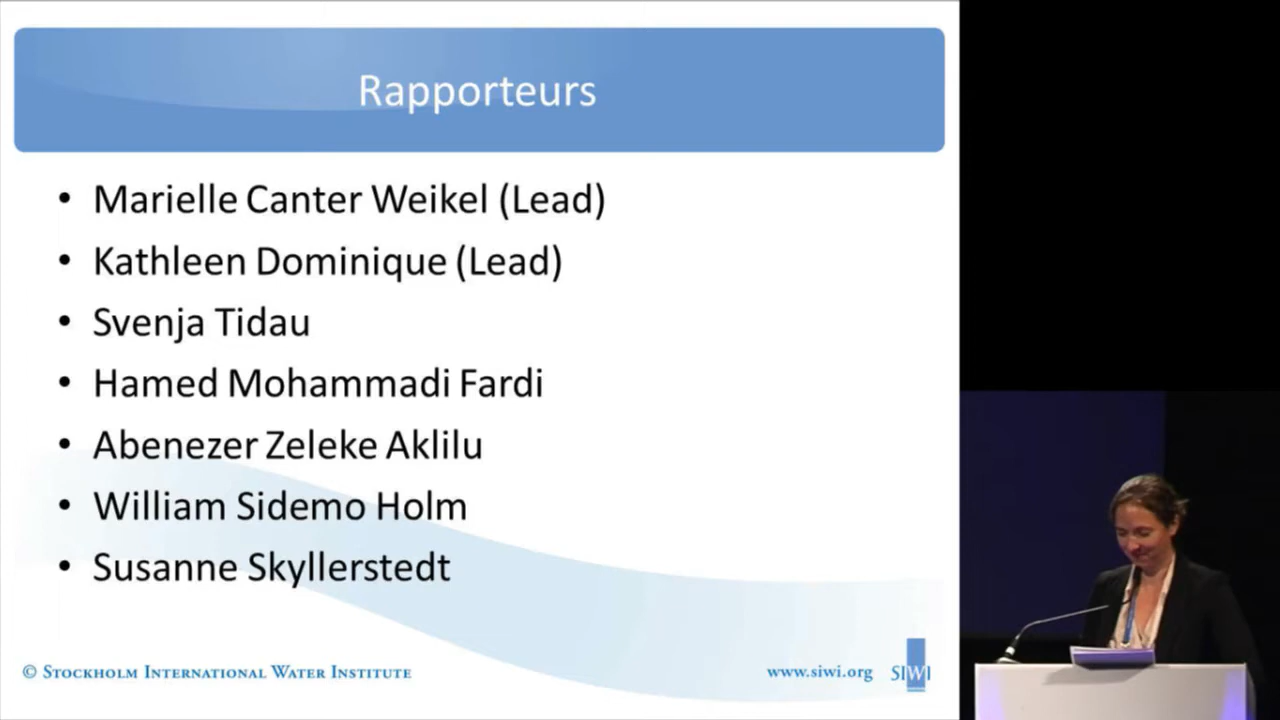 Rapporteurs
• Marielle Canter Weikel (Lead)
• Kathleen Dominique (Lead)
• Svenja Tidau
• Hamed Mohammadi Fardi
• Abenezer Zeleke Aklilu
• William Sidemo Holm
• Susanne Skyllerstedt
© STOCKHOLM INTERNATIONAL WATER INSTITUTE
www.siwi.org SIWI